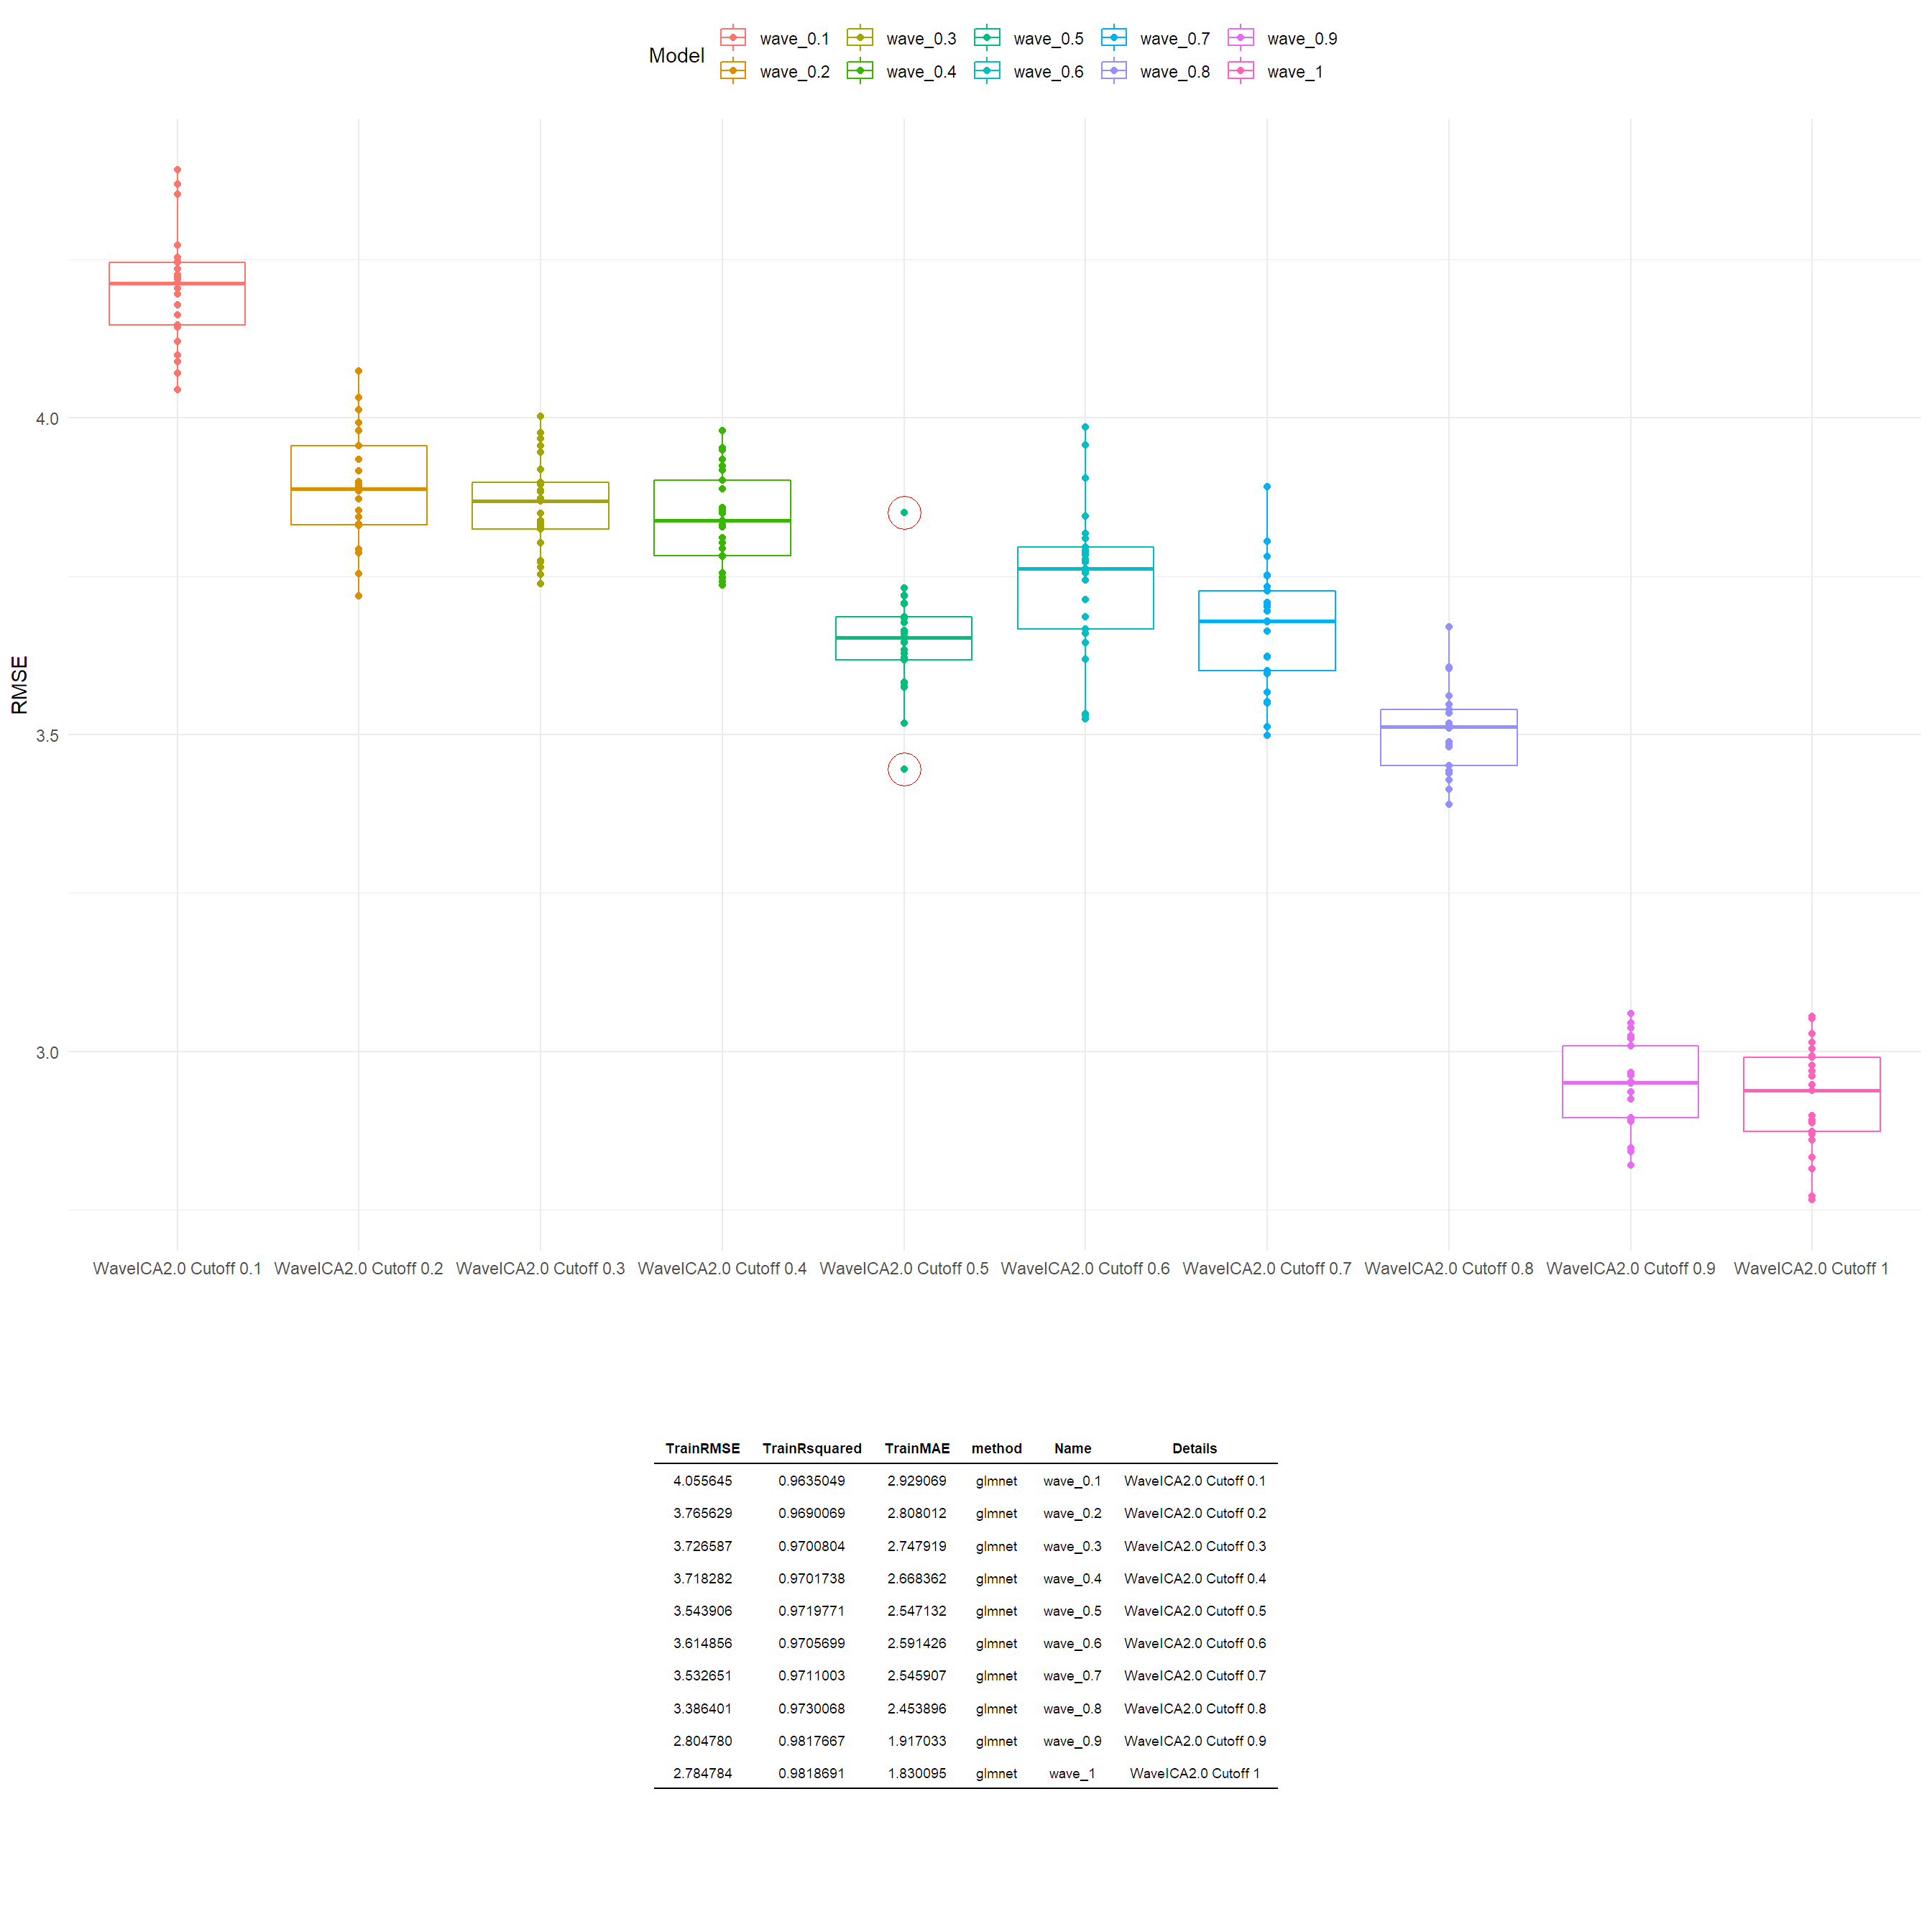 Model
wave_0.1 wave_0.3 wave_0.5 wave_0.7 wave_0.9
wave_0.2 wave_0.4 wave_0.6 wave_0.8 wave_1
RMSE
4.0
3.5
3.0
WaveICA2.0 Cutoff 0.1 WaveICA2.0 Cutoff 0.2 WaveICA2.0 Cutoff 0.3 WaveICA2.0 Cutoff 0.4 WaveICA2.0 Cutoff 0.5 WaveICA2.0 Cutoff 0.6 WaveICA2.0 Cutoff 0.7 WaveICA2.0 Cutoff 0.8 WaveICA2.0 Cutoff 0.9 WaveICA2.0 Cutoff 1
TrainRMSE TrainRsquared TrainMAE method Name Details
4.055645 0.9635049 2.929069 glmnet wave_0.1 WaveICA2.0 Cutoff 0.1
3.765629 0.9690069 2.808012 glmnet wave_0.2 WaveICA2.0 Cutoff 0.2
3.726587 0.9700804 2.747919 glmnet wave_0.3 WaveICA2.0 Cutoff 0.3
3.718282 0.9701738 2.668362 glmnet wave_0.4 WaveICA2.0 Cutoff 0.4
3.543906 0.9719771 2.547132 glmnet wave_0.5 WaveICA2.0 Cutoff 0.5
3.614856 0.9705699 2.591426 glmnet wave_0.6 WaveICA2.0 Cutoff 0.6
3.532651 0.9711003 2.545907 glmnet wave_0.7 WaveICA2.0 Cutoff 0.7
3.386401 0.9730068 2.453896 glmnet wave_0.8 WaveICA2.0 Cutoff 0.8
2.804780 0.9817667 1.917033 glmnet wave_0.9 WaveICA2.0 Cutoff 0.9
2.784784 0.9818691 1.830095 glmnet wave_1 WaveICA2.0 Cutoff 1